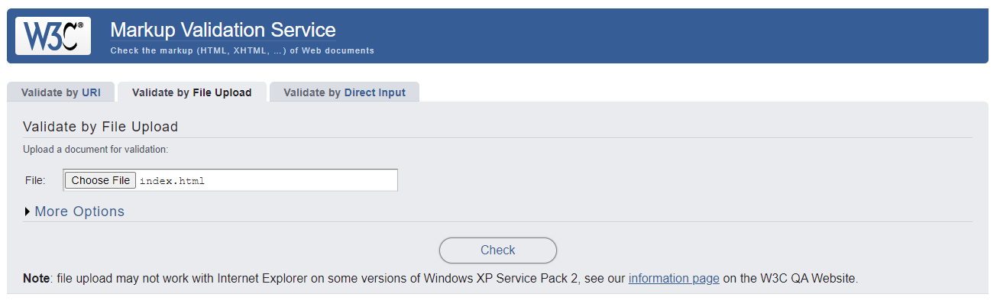 W3C®
Markup Validation Service
Check the markup (HTML, XHTML, …) of Web documents
Validate by URI
Validate by File Upload
Validate by Direct Input
Validate by File Upload
Upload a document for validation:
File: Choose File index.html
More Options
Check
Note: file upload may not work with Internet Explorer on some versions of Windows XP Service Pack 2, see our information page on the W3C QA Website.